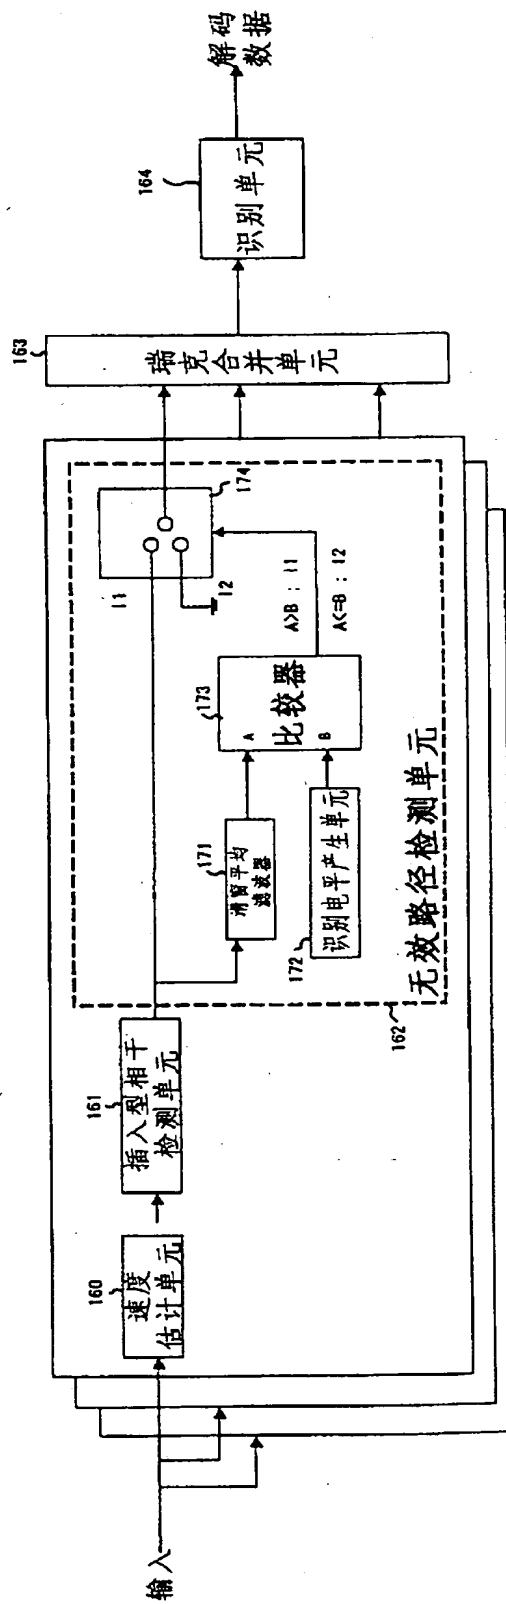 输入
160
速度
估计单元
161
插入型相干
检测单元
162
无效路径检测单元
171
滑窗平均
滤波器
172
识别电平产生单元
173
A
比较器
B
A>B : I1
A<=B : I2
I1
I2
174
163
瑞克合并单元
164
识别单元
解码
数据